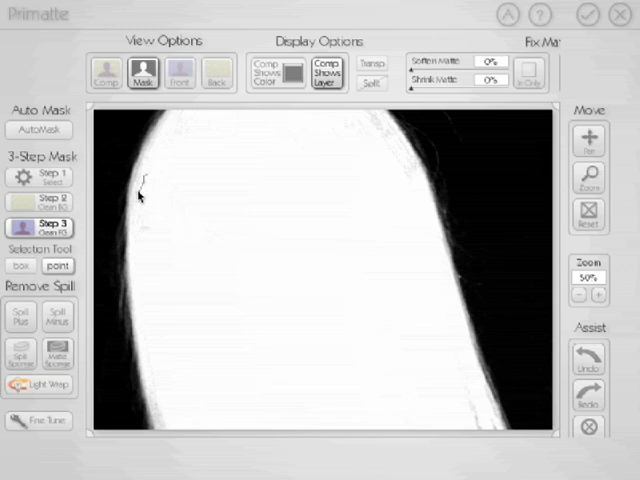 Primatte
A ?
View Options
Display Options
Fix Ma
Comp
Mask
Front
Back
Comp Shows Color
Comp Shows Layer
Transp
Split
Soften Matte 0%
Shrink Matte 0%
In Only
Auto Mask
AutoMask
3-Step Mask
Step 1
Select
Step 2
Clean BG
Step 3
Clean FG
Selection Tool
box
point
Remove Spill
Spill Plus
Spill Minus
Spill Sponge
Matte Sponge
Light Wrap
Fine Tune
Move
Pan
Zoom
Reset
Zoom
50%
Assist
Undo
Redo